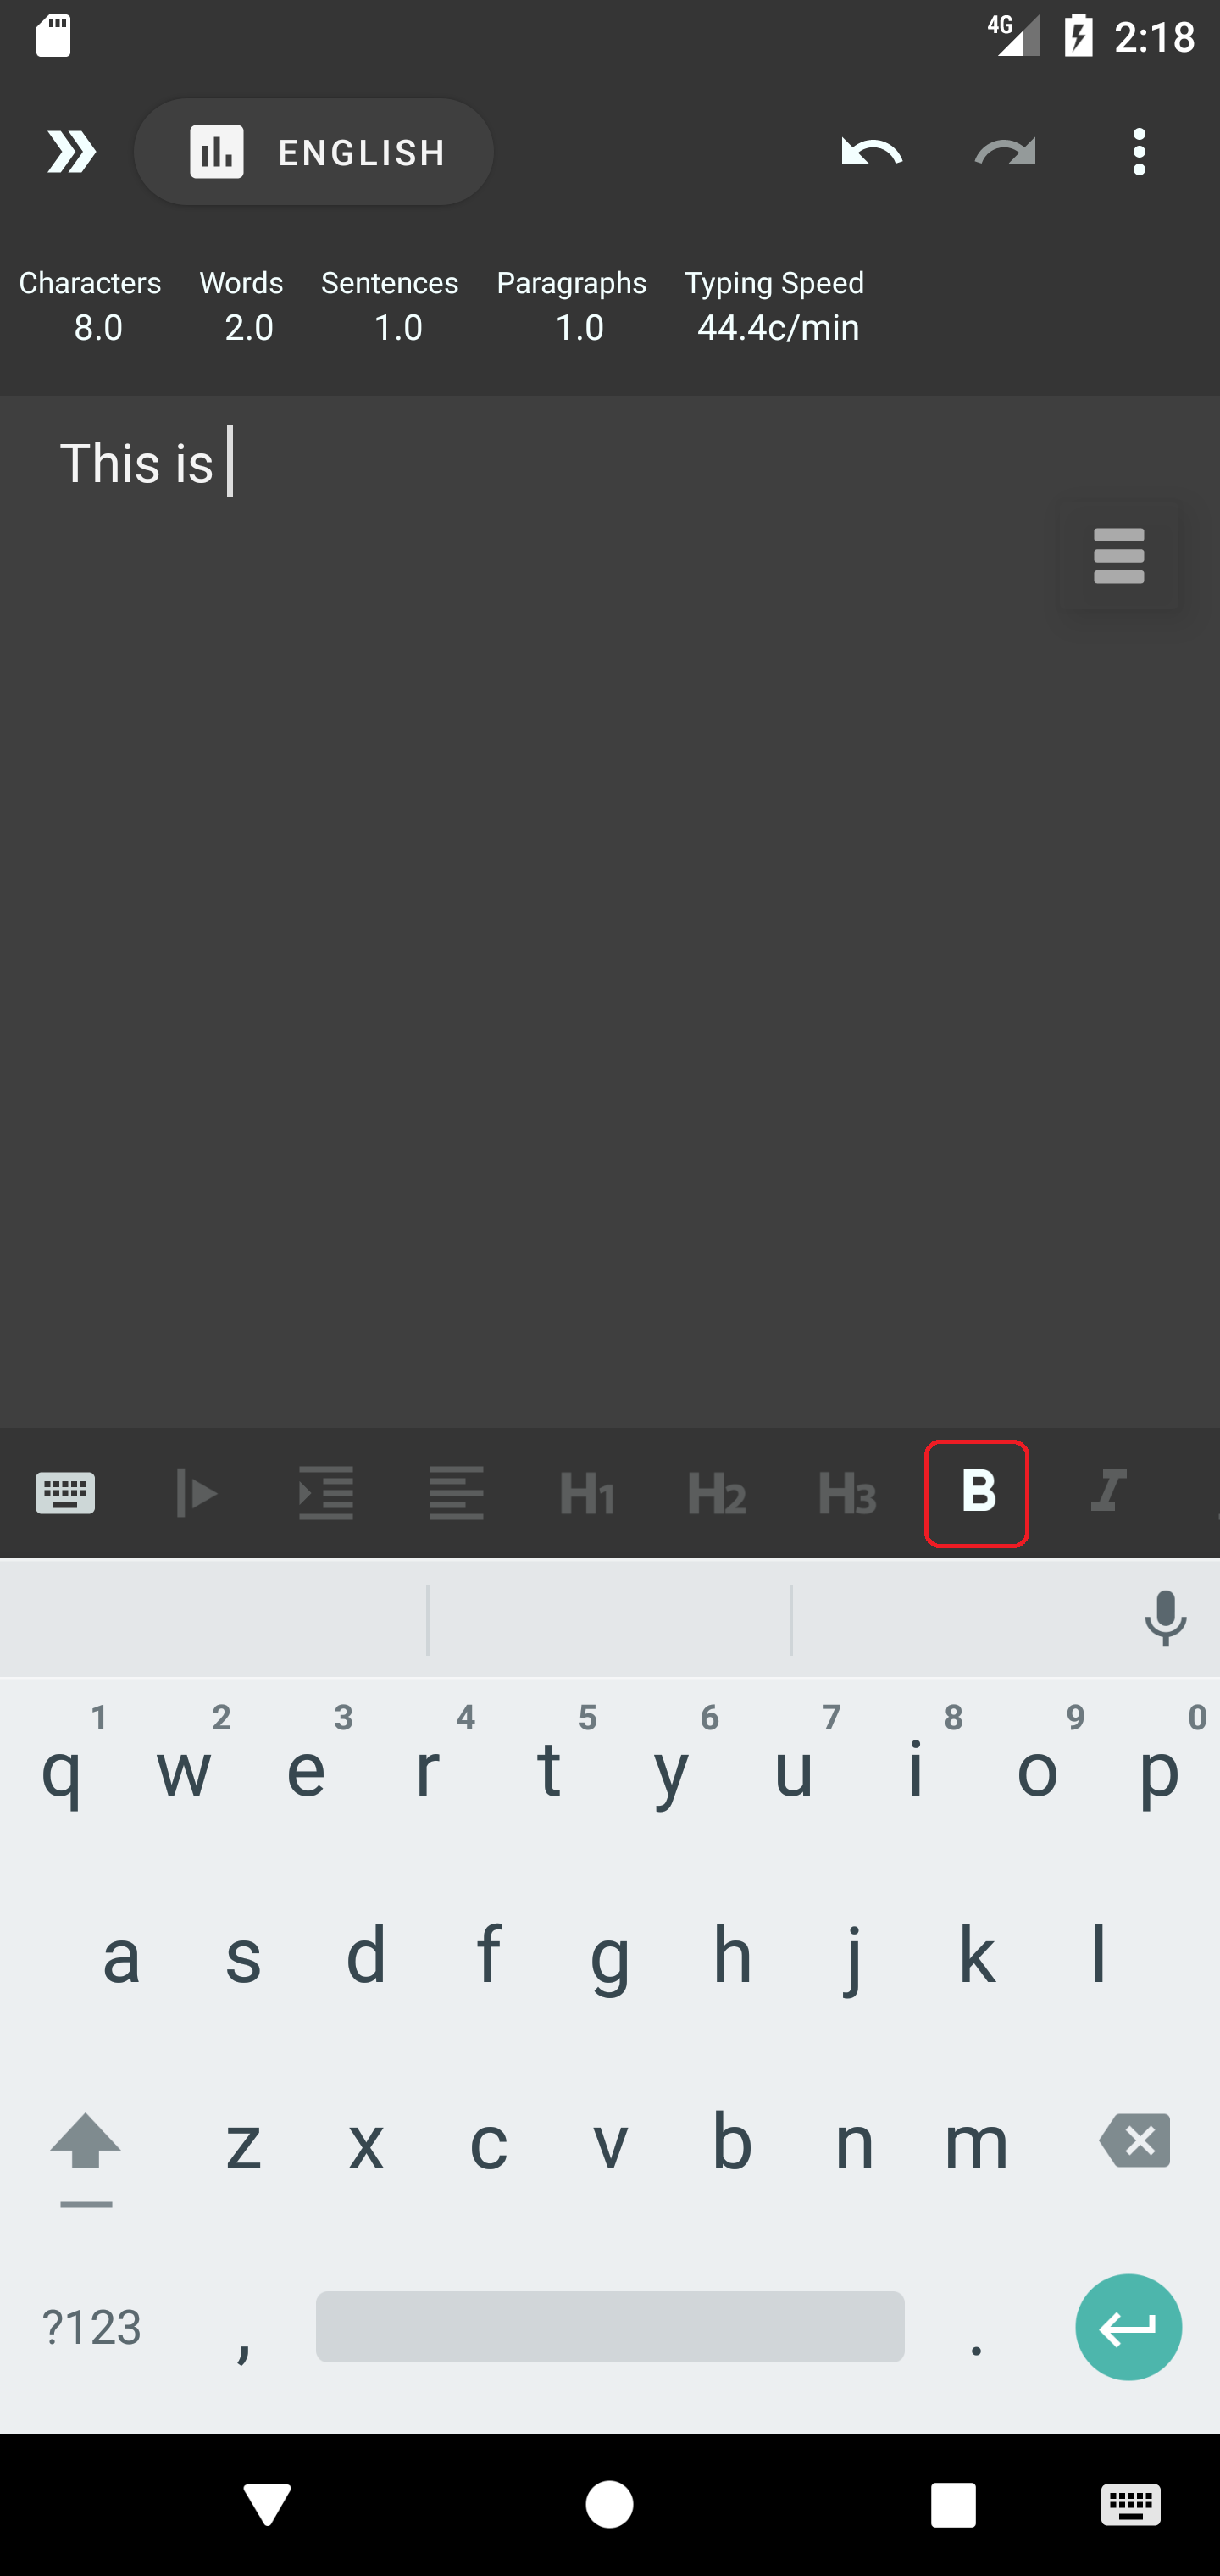 4G 2:18
ENGLISH
Characters Words Sentences Paragraphs Typing Speed
8.0 2.0 1.0 1.0 44.4c/min
This is
H1 H2 H3 B I
1 2 3 4 5 6 7 8 9 0
q w e r t y u i o p
a s d f g h j k l
z x c v b n m
?123 , .